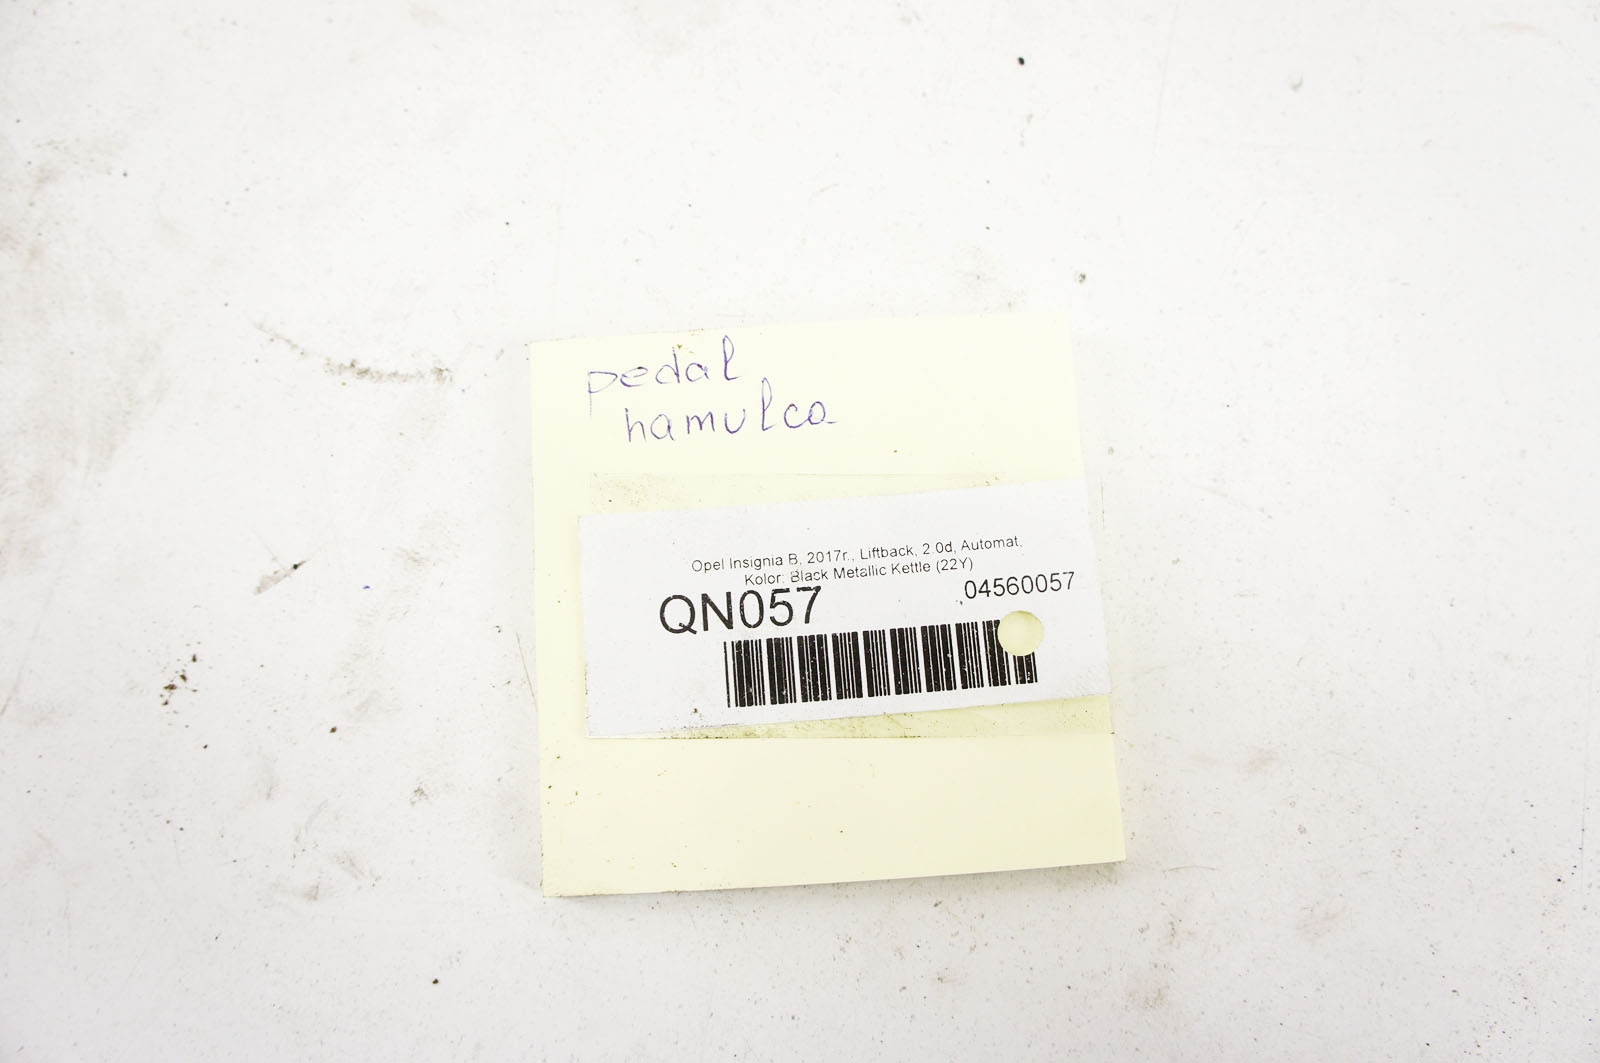 pedal
hamulca
Opel Insignia B, 2017r., Liftback, 2.0d, Automat,
Kolor: Black Metallic Kettle (22Y)
QN057 04560057